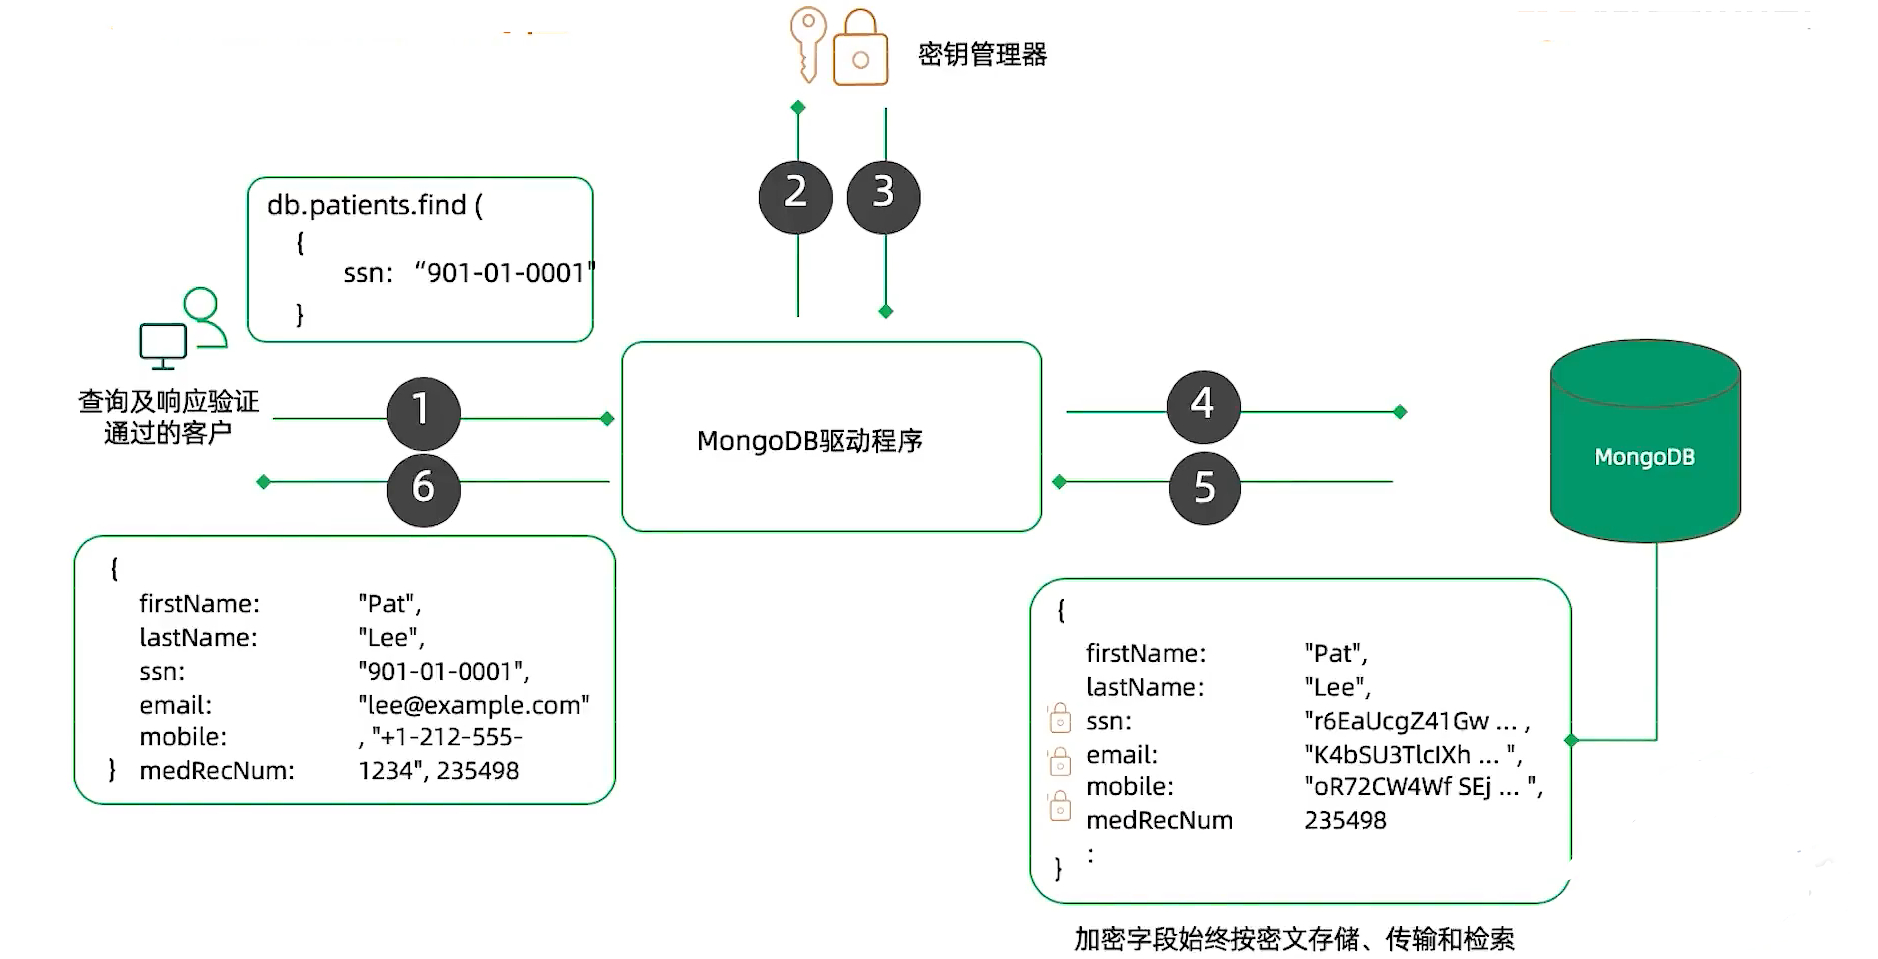 密钥管理器
2
3
db.patients.find (
{
ssn: “901-01-0001"
}
查询及响应验证
通过的客户
1
6
MongoDB驱动程序
4
5
MongoDB
{
firstName: "Pat",
lastName: "Lee",
ssn: "901-01-0001",
email: "lee@example.com"
mobile: , "+1-212-555-
} medRecNum: 1234", 235498
{
firstName: "Pat",
lastName: "Lee",
ssn: "r6EaUcgZ41Gw ... ,
email: "K4bSU3TlcIXh ... ",
mobile: "oR72CW4Wf SEj ... ",
medRecNum 235498
:
}
加密字段始终按密文存储、传输和检索